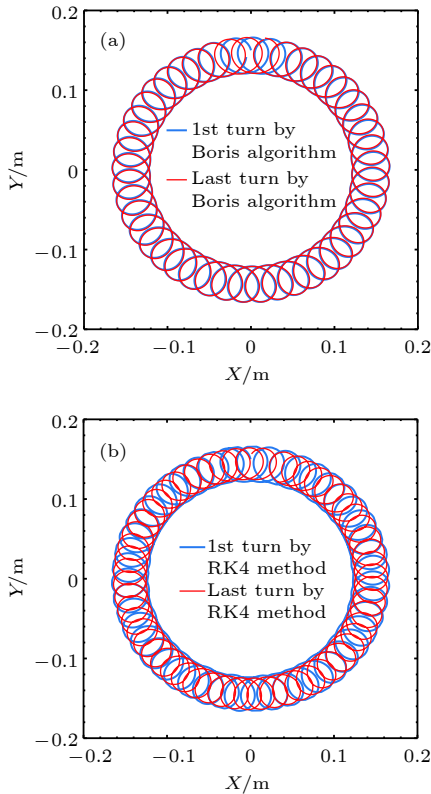 (a)
0.2
0.1
0
−0.1
−0.2
Y/m
1st turn by
Boris algorithm
Last turn by
Boris algorithm
−0.2 −0.1 0 0.1 0.2
X/m
(b)
0.2
0.1
0
−0.1
−0.2
Y/m
1st turn by
RK4 method
Last turn by
RK4 method
−0.2 −0.1 0 0.1 0.2
X/m